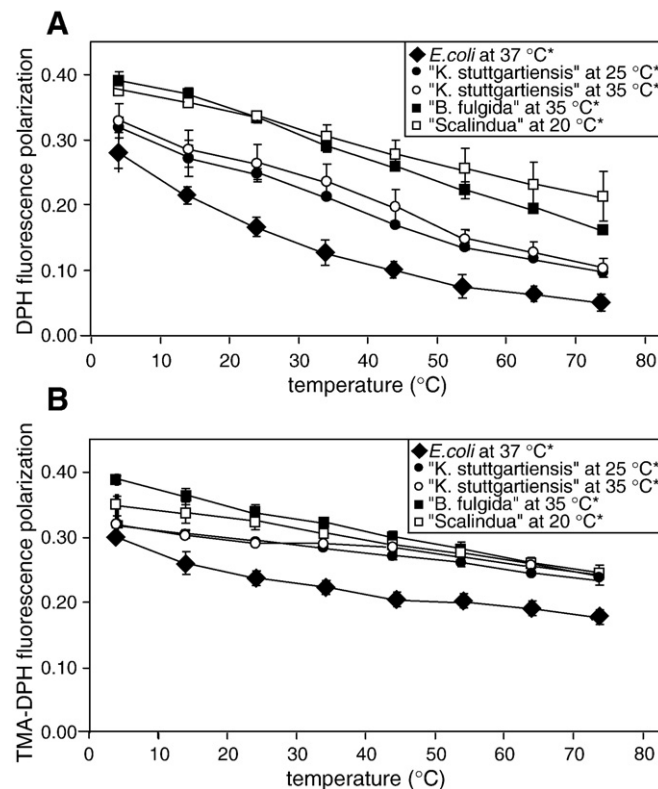 A
DPH fluorescence polarization
0.40
0.30
0.20
0.10
0.00
E.coli at 37 °C*
"K. stuttgartiensis" at 25 °C*
"K. stuttgartiensis" at 35 °C*
"B. fulgida" at 35 °C*
"Scalindua" at 20 °C*
0 10 20 30 40 50 60 70 80
temperature (°C)
B
TMA-DPH fluorescence polarization
0.40
0.30
0.20
0.10
0.00
E.coli at 37 °C*
"K. stuttgartiensis" at 25 °C*
"K. stuttgartiensis" at 35 °C*
"B. fulgida" at 35 °C*
"Scalindua" at 20 °C*
0 10 20 30 40 50 60 70 80
temperature (°C)